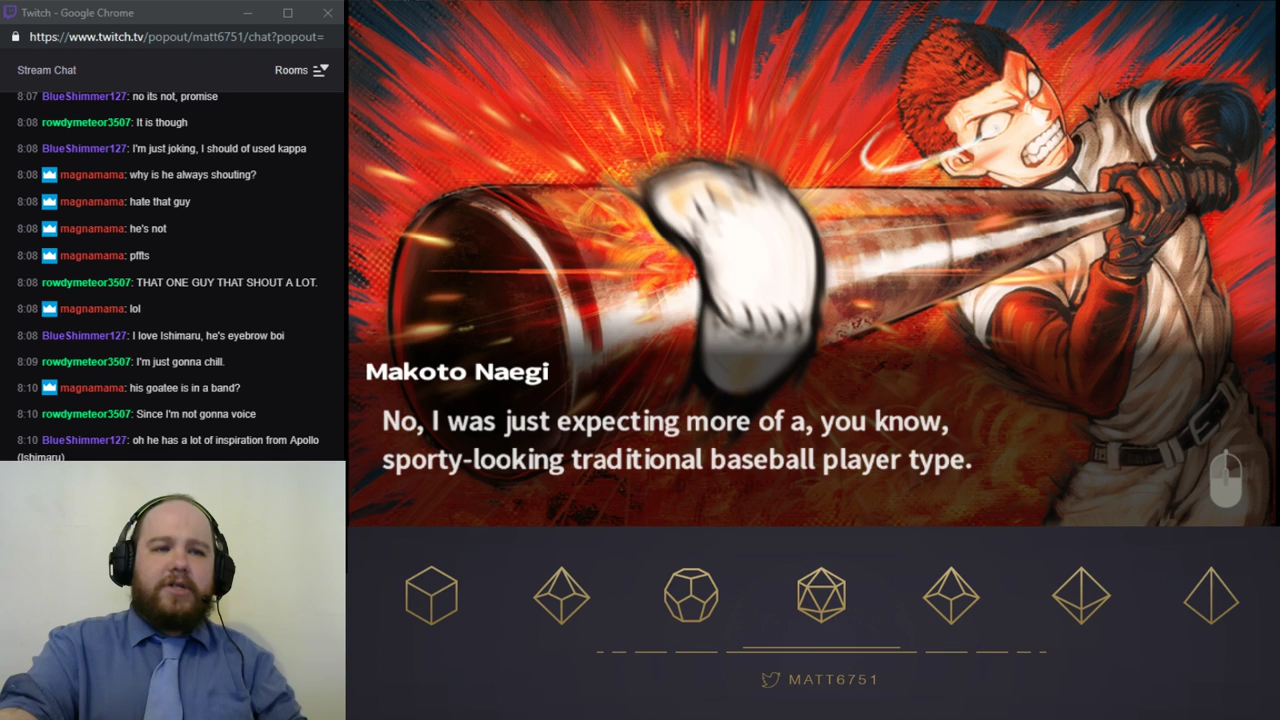 Twitch - Google Chrome
https://www.twitch.tv/popout/matt6751/chat?popout=
Stream Chat
Rooms
8:07 BlueShimmer127: no its not, promise
8:08 rowdymeteor3507: It is though
8:08 BlueShimmer127: I'm just joking, I should of used kappa
8:08 magnamama: why is he always shouting?
8:08 magnamama: hate that guy
8:08 magnamama: he's not
8:08 magnamama: pffts
8:08 rowdymeteor3507: THAT ONE GUY THAT SHOUT A LOT.
8:08 magnamama: lol
8:08 BlueShimmer127: I love Ishimaru, he's eyebrow boi
8:09 rowdymeteor3507: I'm just gonna chill.
8:10 magnamama: his goatee is in a band?
8:10 rowdymeteor3507: Since I'm not gonna voice
8:10 BlueShimmer127: oh he has a lot of inspiration from Apollo
(Ishimaru)
Makoto Naegi
No, I was just expecting more of a, you know,
sporty-looking traditional baseball player type.
MATT6751